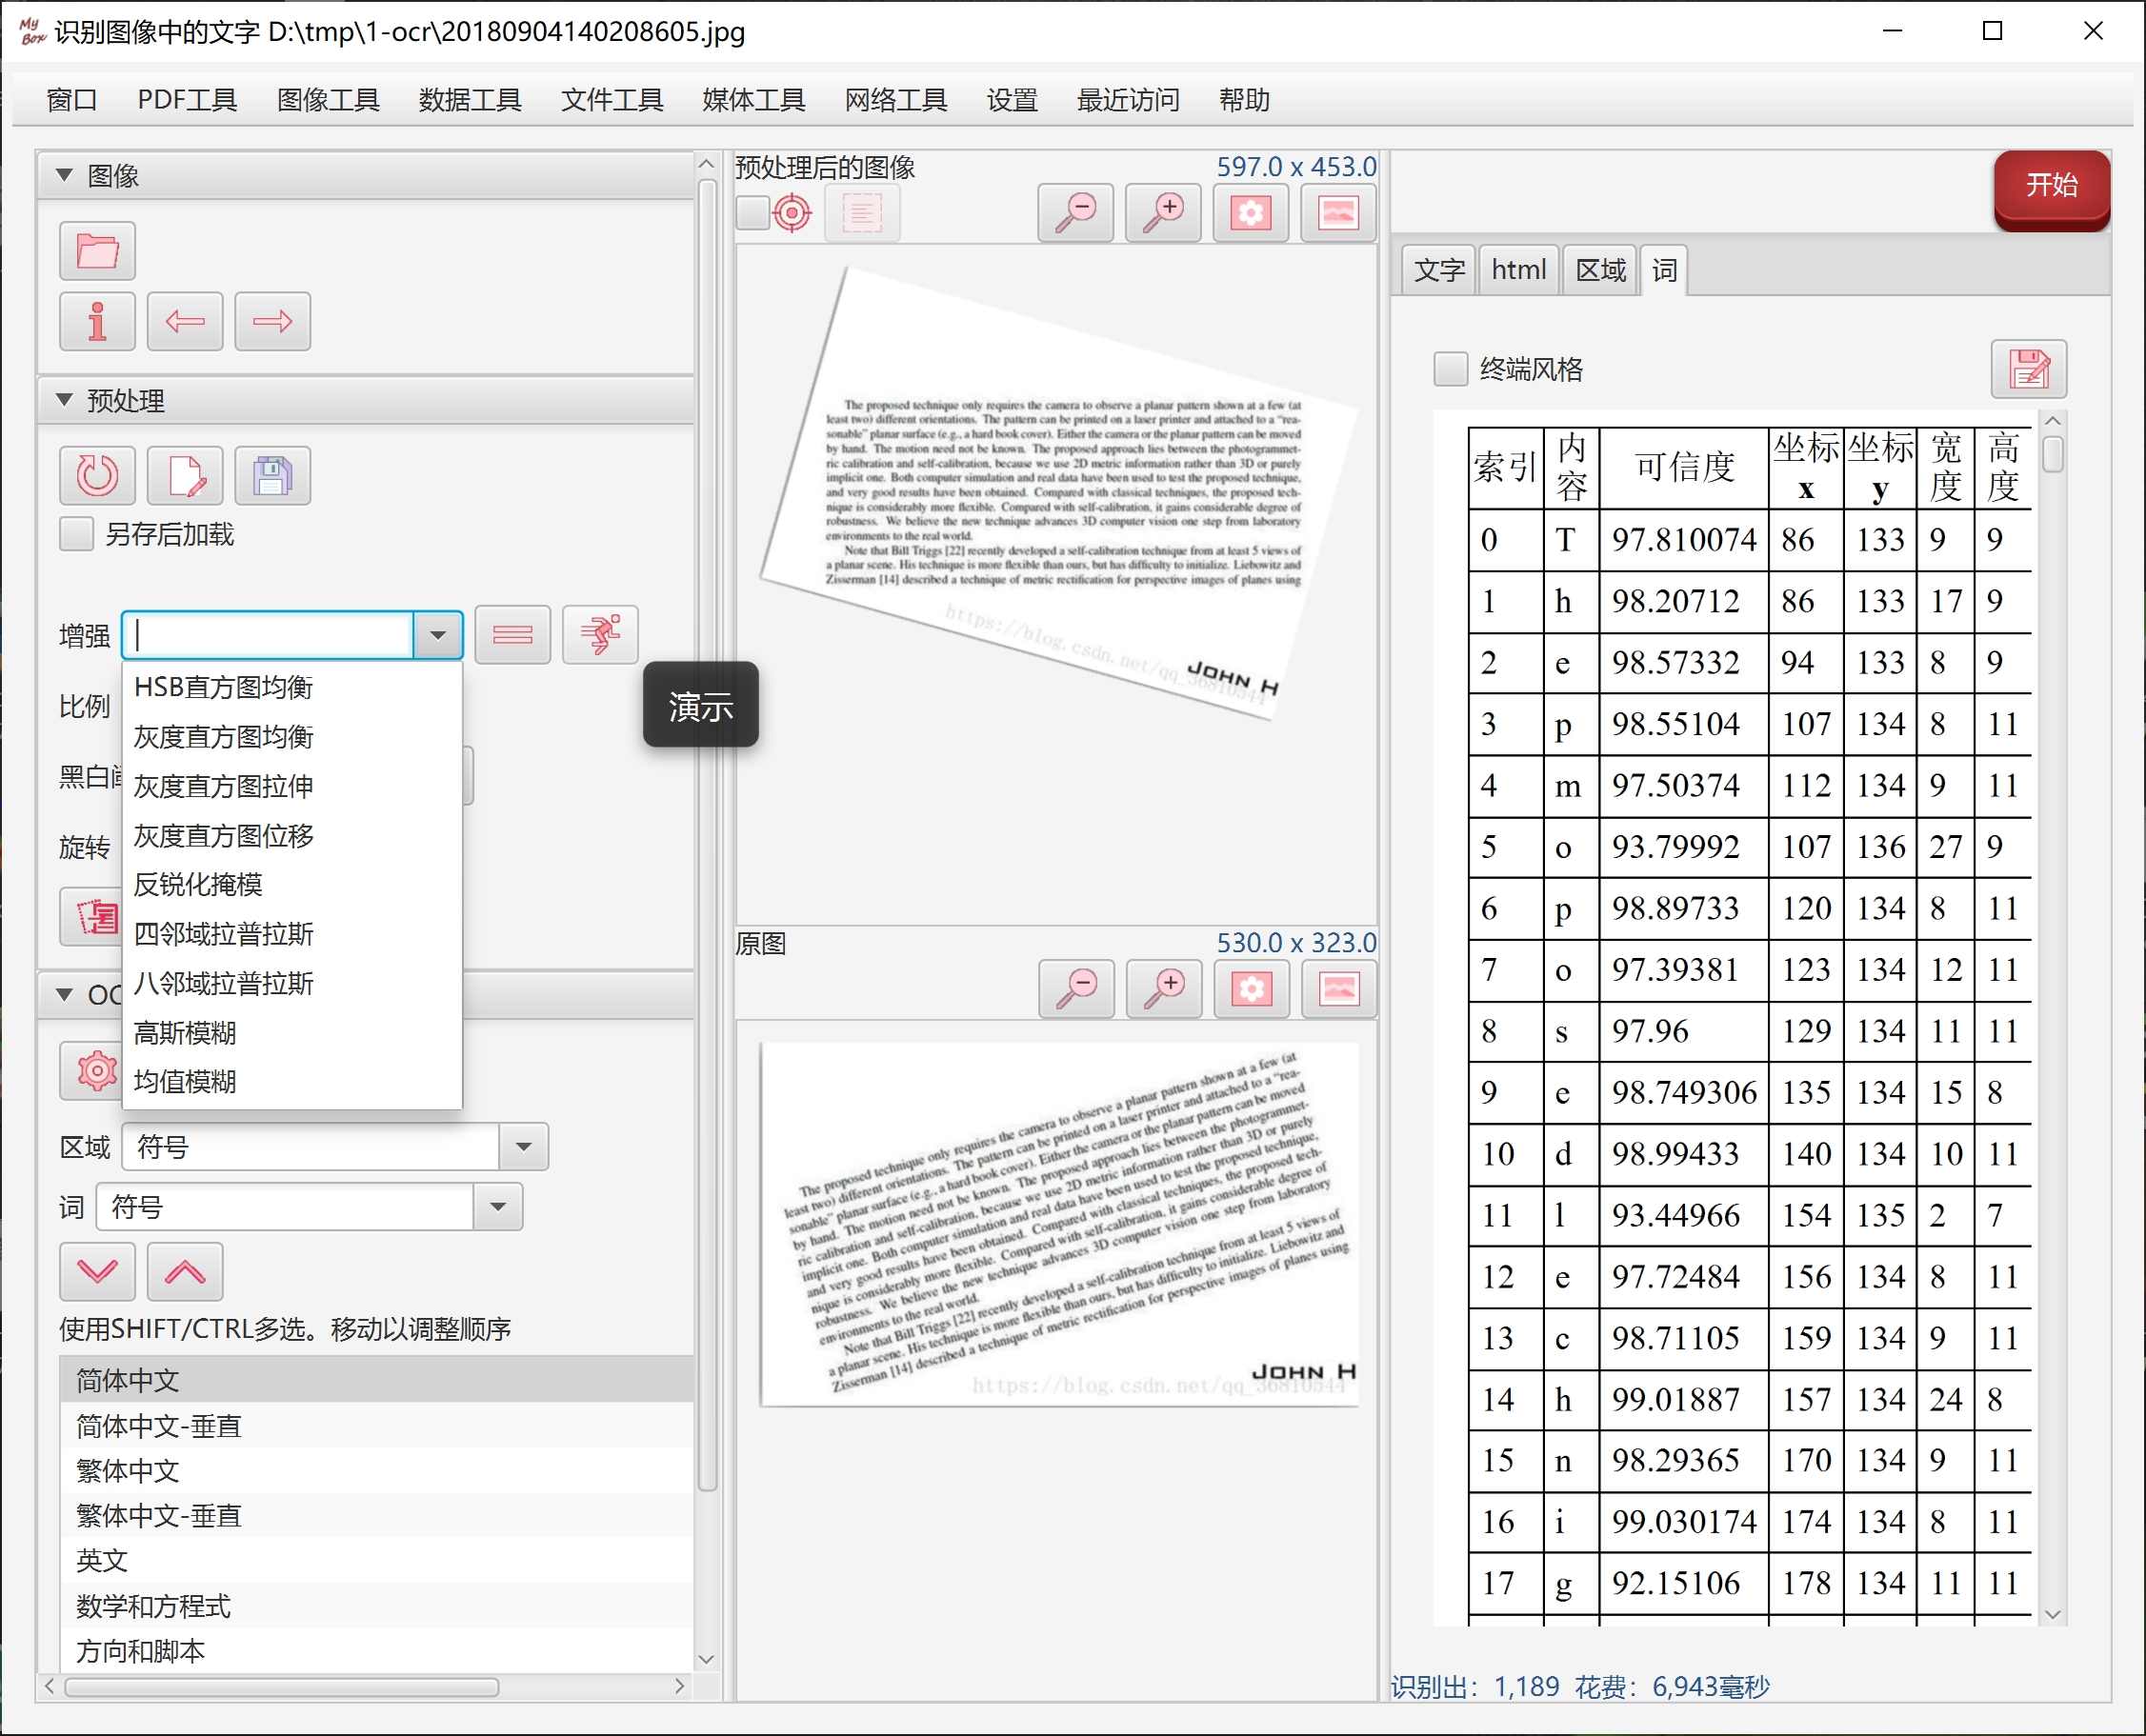 My Box 识别图像中的文字 D:\tmp\1-ocr\20180904140208605.jpg
窗口 PDF工具 图像工具 数据工具 文件工具 媒体工具 网络工具 设置 最近访问 帮助
图像
预处理
另存后加载
增强
HSB直方图均衡
灰度直方图均衡
灰度直方图拉伸
灰度直方图位移
反锐化掩模
四邻域拉普拉斯
八邻域拉普拉斯
高斯模糊
均值模糊
比例
黑白
旋转
演示
区域 符号
词 符号
使用SHIFT/CTRL多选。移动以调整顺序
简体中文
简体中文-垂直
繁体中文
繁体中文-垂直
英文
数学和方程式
方向和脚本
预处理后的图像 597.0 x 453.0
The proposed technique only requires the camera to observe a planar pattern shown at a few (at
least two) different orientations. The pattern can be printed on a laser printer and attached to a “rea-
sonable” planar surface (e.g., a hard book cover). Either the camera or the planar pattern can be moved
by hand. The motion need not be known. The proposed approach lies between the photogrammet-
ric calibration and self-calibration, because we use 2D metric information rather than 3D or purely
implicit one. Both computer simulation and real data have been used to test the proposed technique,
and very good results have been obtained. Compared with classical techniques, the proposed tech-
nique is considerably more flexible. Compared with self-calibration, it gains considerable degree of
robustness. We believe the new technique advances 3D computer vision one step from laboratory
environments to the real world.
Note that Bill Triggs [22] recently developed a self-calibration technique from at least 5 views of
a planar scene. His technique is more flexible than ours, but has difficulty to initialize. Liebowitz and
Zisserman [14] described a technique of metric rectification for perspective images of planes using
https://blog.csdn.net/qq_36810544
JOHN H
原图 530.0 x 323.0
The proposed technique only requires the camera to observe a planar pattern shown at a few (at
least two) different orientations. The pattern can be printed on a laser printer and attached to a “rea-
sonable” planar surface (e.g., a hard book cover). Either the camera or the planar pattern can be moved
by hand. The motion need not be known. The proposed approach lies between the photogrammet-
ric calibration and self-calibration, because we use 2D metric information rather than 3D or purely
implicit one. Both computer simulation and real data have been used to test the proposed technique,
and very good results have been obtained. Compared with classical techniques, the proposed tech-
nique is considerably more flexible. Compared with self-calibration, it gains considerable degree of
robustness. We believe the new technique advances 3D computer vision one step from laboratory
environments to the real world.
Note that Bill Triggs [22] recently developed a self-calibration technique from at least 5 views of
a planar scene. His technique is more flexible than ours, but has difficulty to initialize. Liebowitz and
Zisserman [14] described a technique of metric rectification for perspective images of planes using
JOHN H
https://blog.csdn.net/qq_36810544
开始
文字 html 区域 词
终端风格
索引 内容 可信度 坐标x 坐标y 宽度 高度
0 T 97.810074 86 133 9 9
1 h 98.20712 86 133 17 9
2 e 98.57332 94 133 8 9
3 p 98.55104 107 134 8 11
4 m 97.50374 112 134 9 11
5 o 93.79992 107 136 27 9
6 p 98.89733 120 134 8 11
7 o 97.39381 123 134 12 11
8 s 97.96 129 134 11 11
9 e 98.749306 135 134 15 8
10 d 98.99433 140 134 10 11
11 l 93.44966 154 135 2 7
12 e 97.72484 156 134 8 11
13 c 98.71105 159 134 9 11
14 h 99.01887 157 134 24 8
15 n 98.29365 170 134 9 11
16 i 99.030174 174 134 8 11
17 g 92.15106 178 134 11 11
识别出：1,189 花费：6,943毫秒